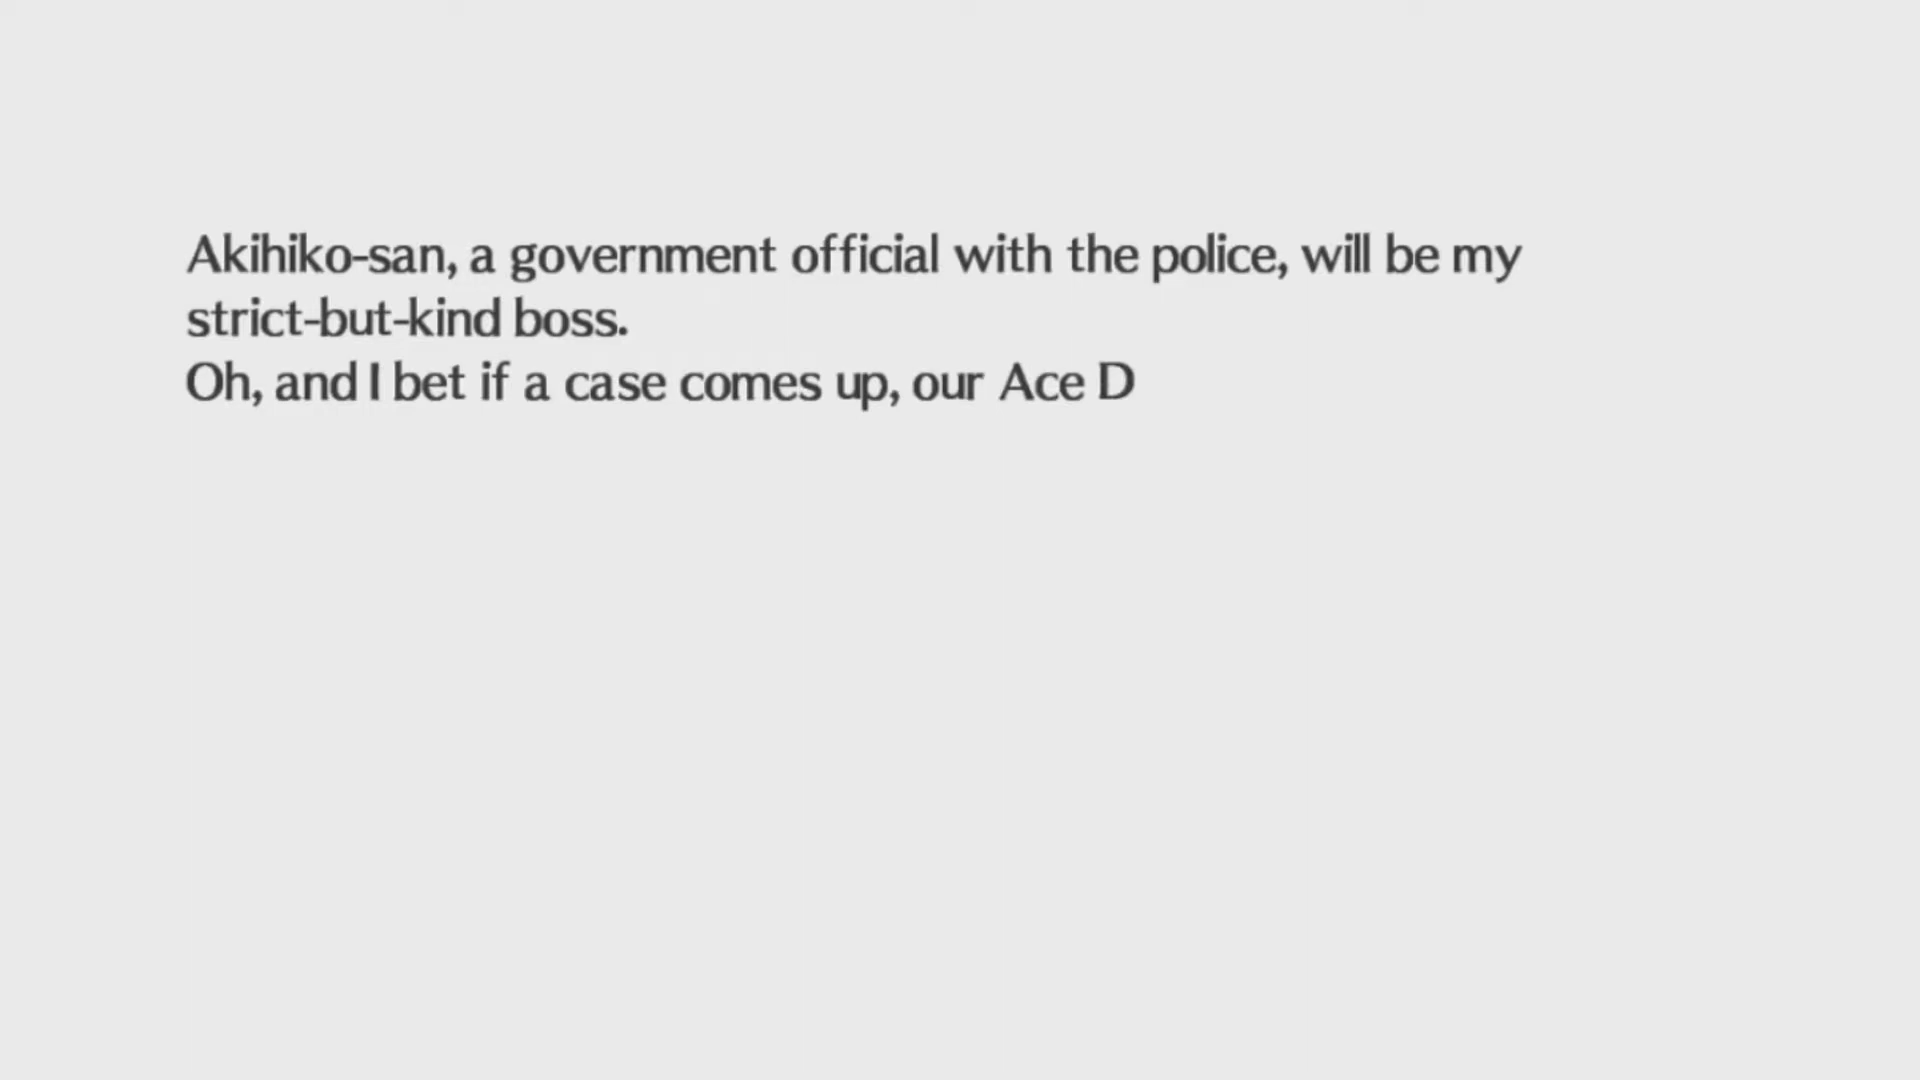 Akihiko-san, a government official with the police, will be my
strict-but-kind boss.
Oh, and I bet if a case comes up, our Ace D